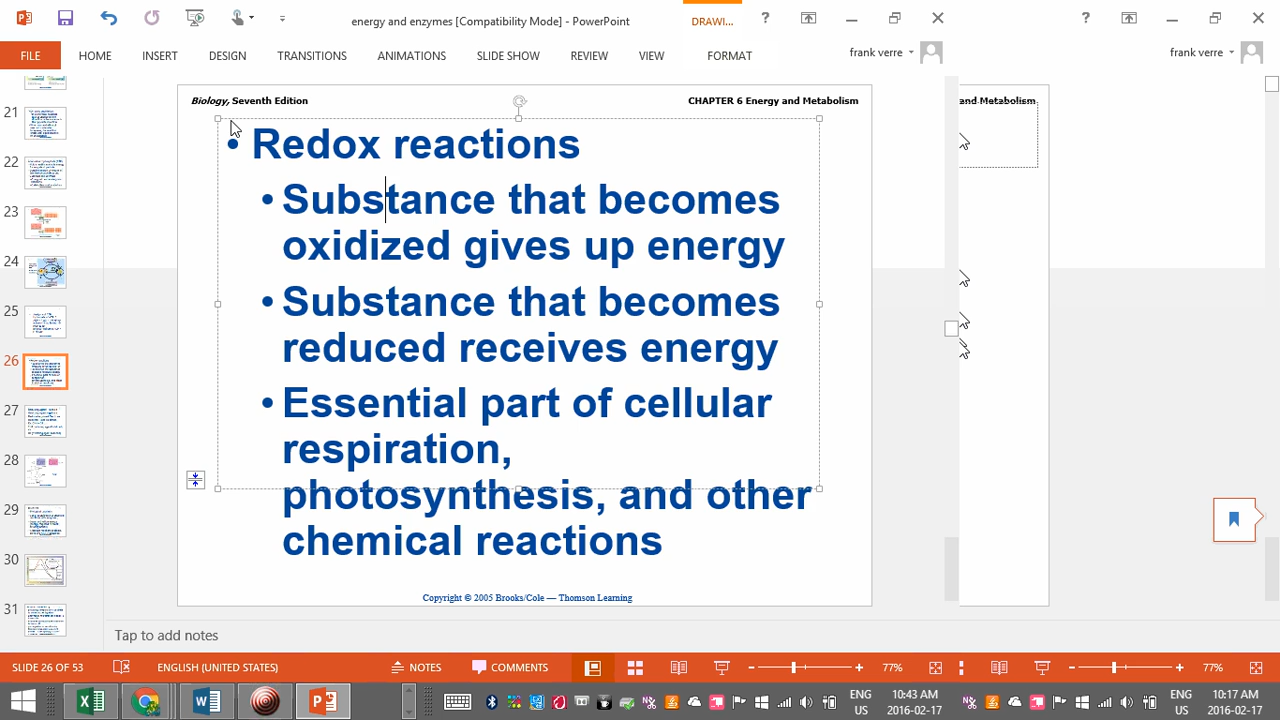 energy and enzymes [Compatibility Mode] - PowerPoint
DRAWI...
FILE HOME INSERT DESIGN TRANSITIONS ANIMATIONS SLIDE SHOW REVIEW VIEW FORMAT
frank verre
frank verre
Biology, Seventh Edition
CHAPTER 6 Energy and Metabolism
and Metabolism
• Redox reactions
• Substance that becomes
oxidized gives up energy
• Substance that becomes
reduced receives energy
• Essential part of cellular
respiration,
photosynthesis, and other
chemical reactions
Copyright © 2005 Brooks/Cole — Thomson Learning
21
22
23
24
25
26
27
28
29
30
31
Tap to add notes
SLIDE 26 OF 53
ENGLISH (UNITED STATES)
NOTES
COMMENTS
77%
77%
ENG
US
10:43 AM
2016-02-17
ENG
US
10:17 AM
2016-02-17